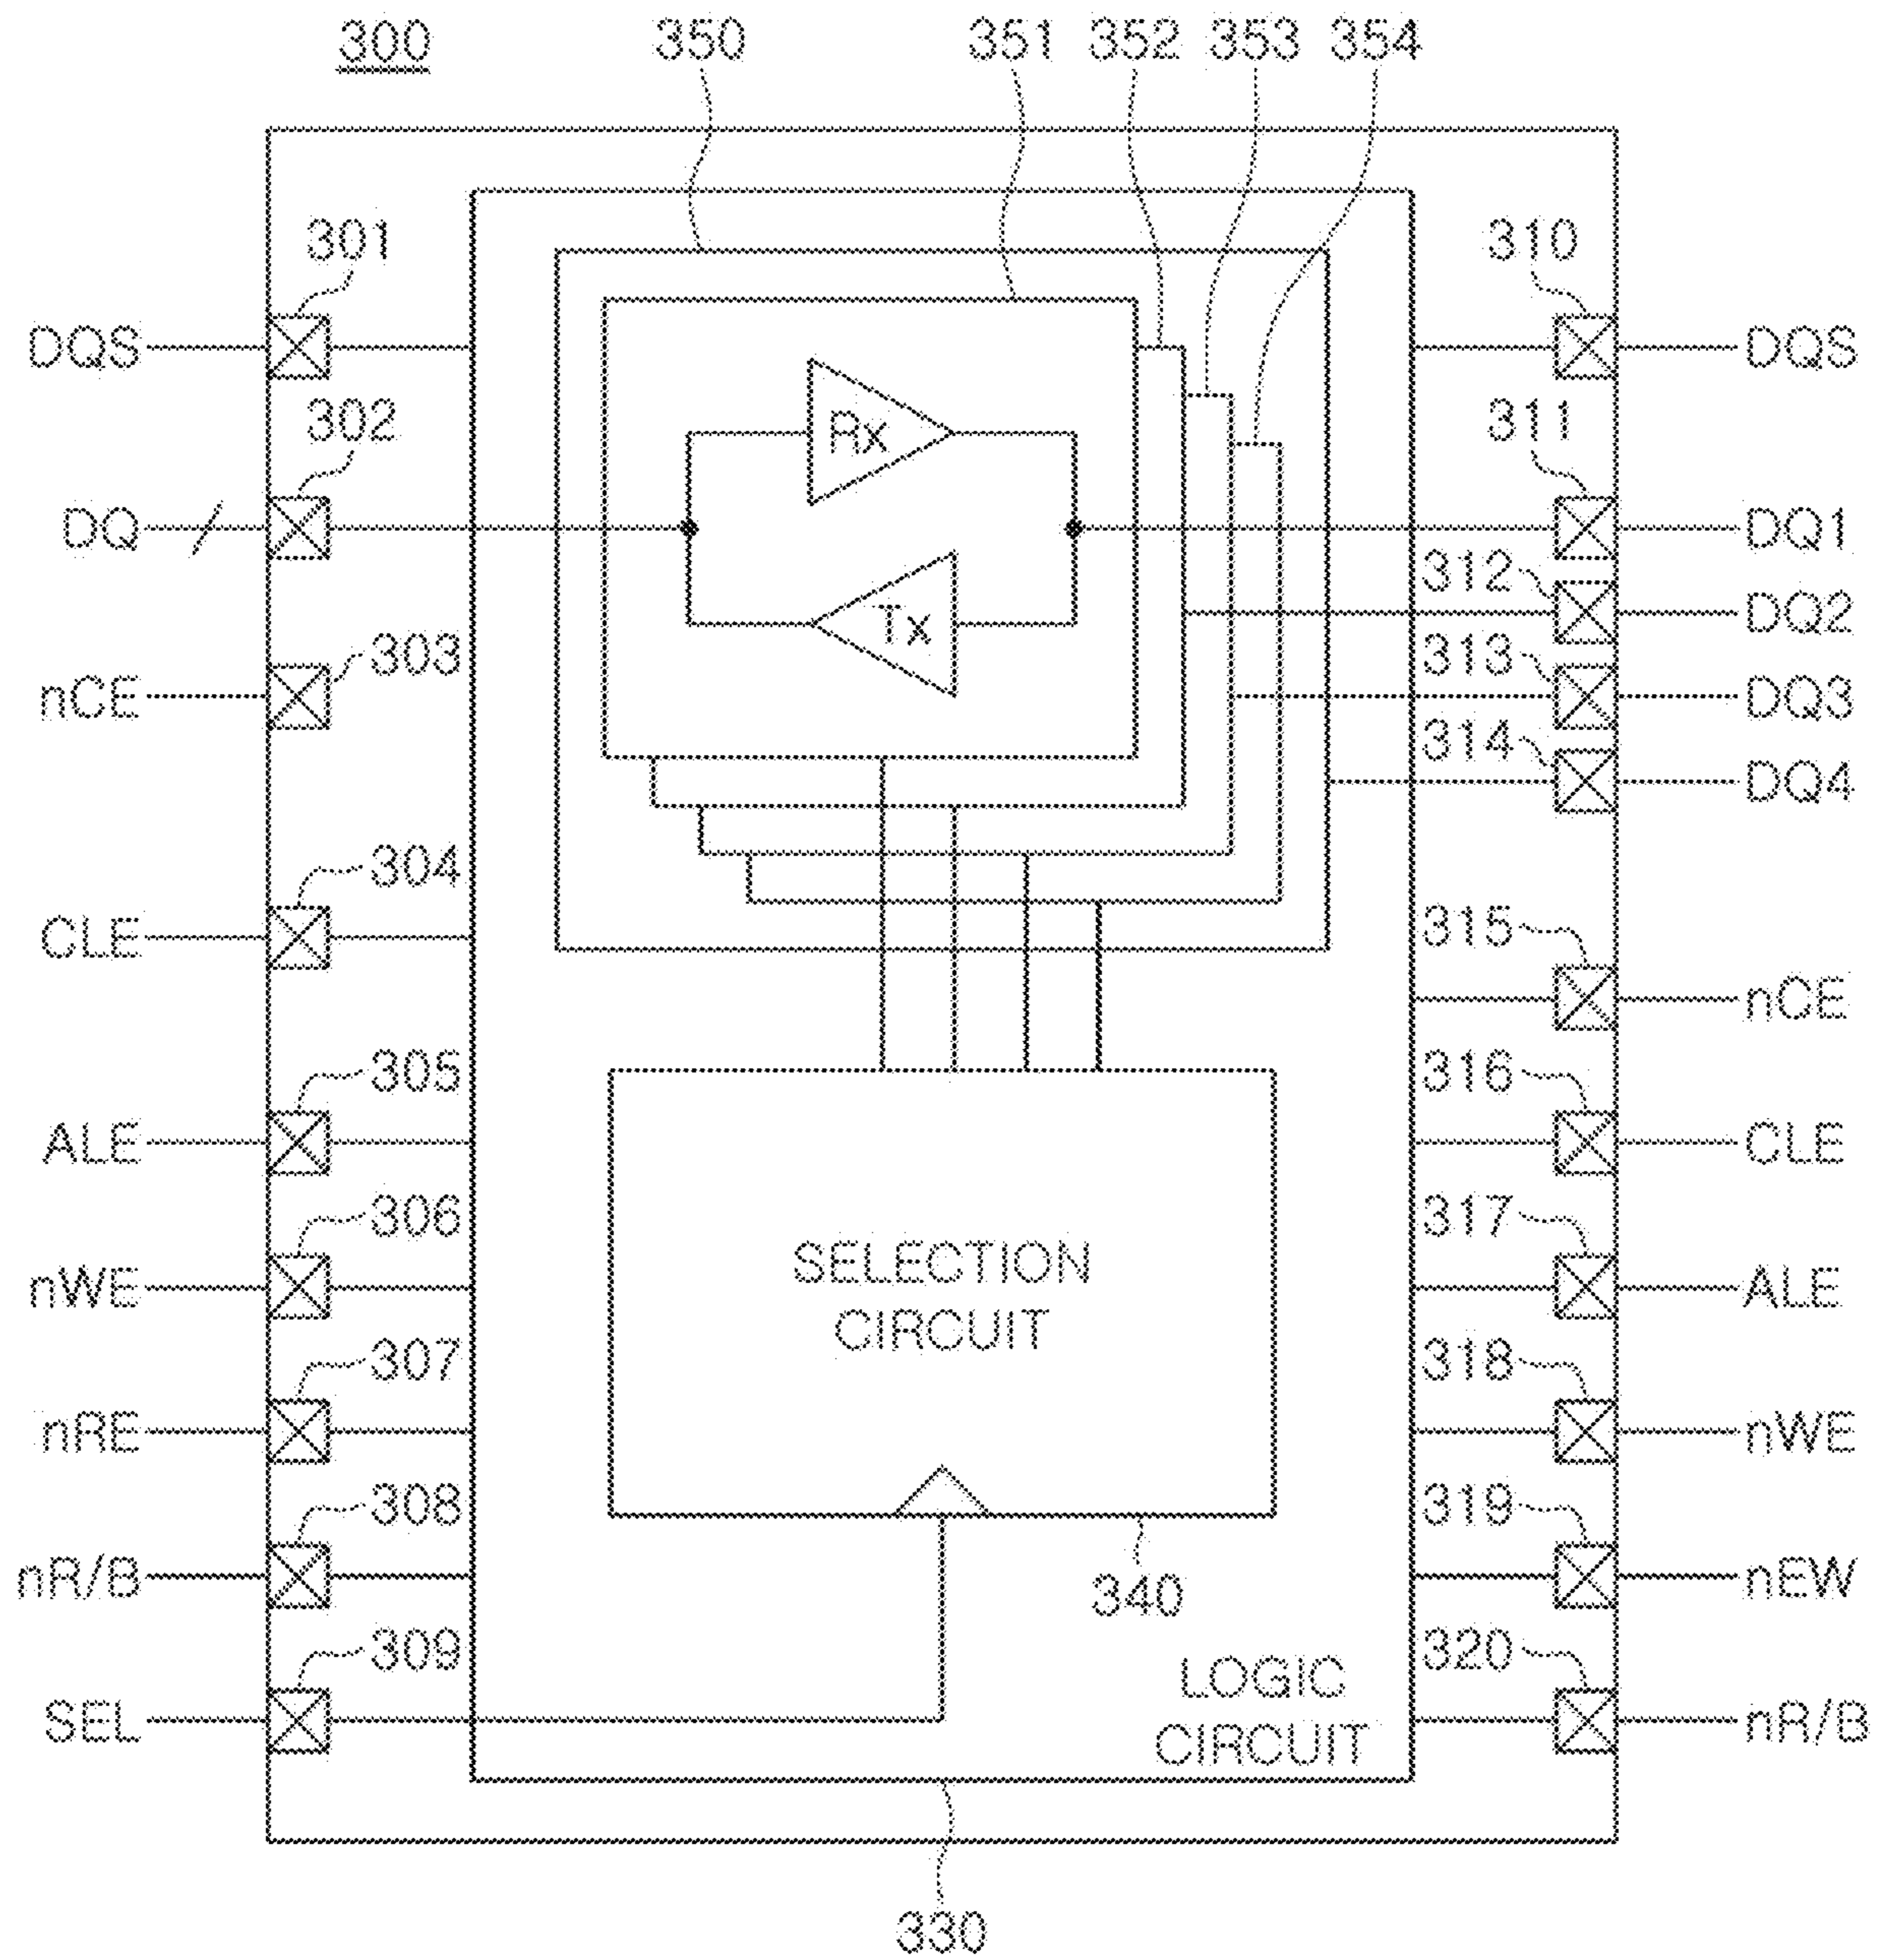 300
350
351
352
353
354
301
310
DQS
DQS
302
311
DQ
DQ1
312
DQ2
303
313
nCE
DQ3
314
DQ4
304
315
CLE
nCE
305
316
ALE
CLE
306
317
nWE
ALE
307
318
nRE
nWE
308
319
nR/B
nEW
309
320
SEL
nR/B
Rx
Tx
SELECTION
CIRCUIT
340
LOGIC
CIRCUIT
330